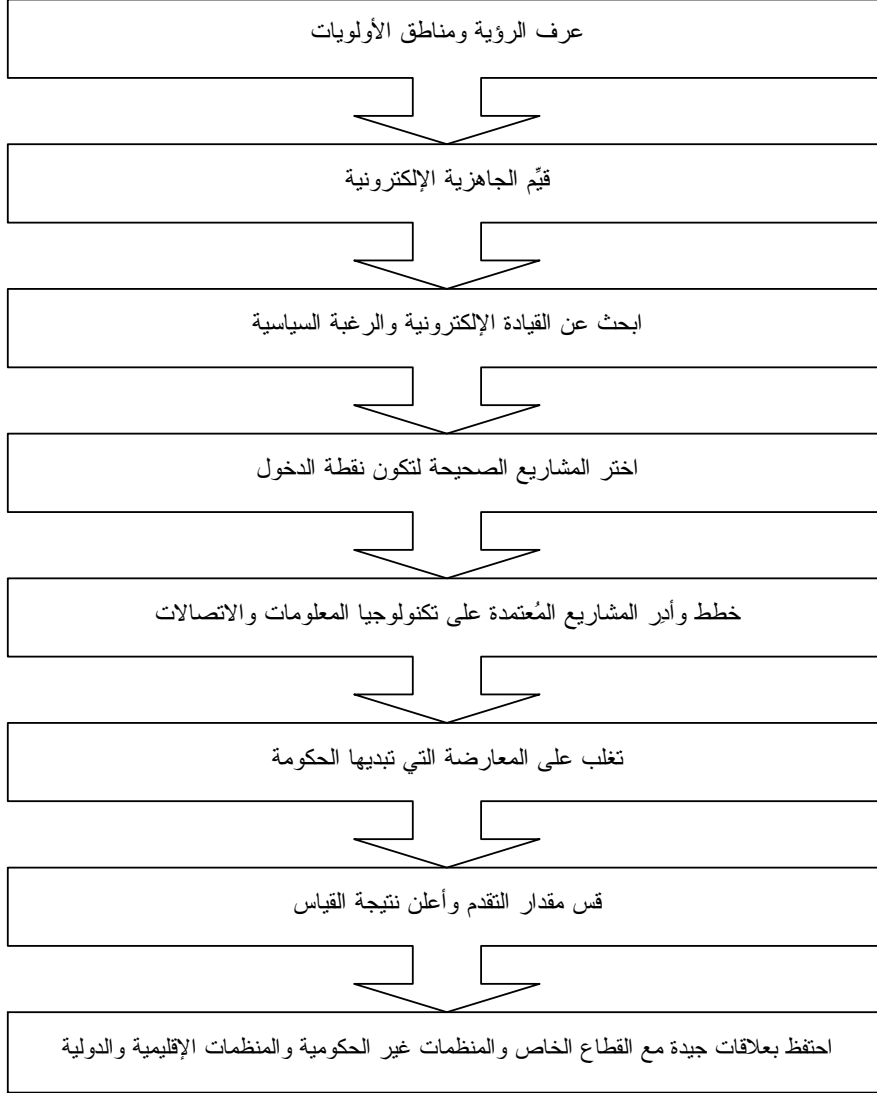 عرف الرؤية ومناطق الأولويات
قيِّم الجاهزية الإلكترونية
ابحث عن القيادة الإلكترونية والرغبة السياسية
اختر المشاريع الصحيحة لتكون نقطة الدخول
خطط وأدِر المشاريع المُعتمدة على تكنولوجيا المعلومات والاتصالات
تغلب على المعارضة التي تبديها الحكومة
قس مقدار التقدم وأعلن نتيجة القياس
احتفظ بعلاقات جيدة مع القطاع الخاص والمنظمات غير الحكومية والمنظمات الإقليمية والدولية